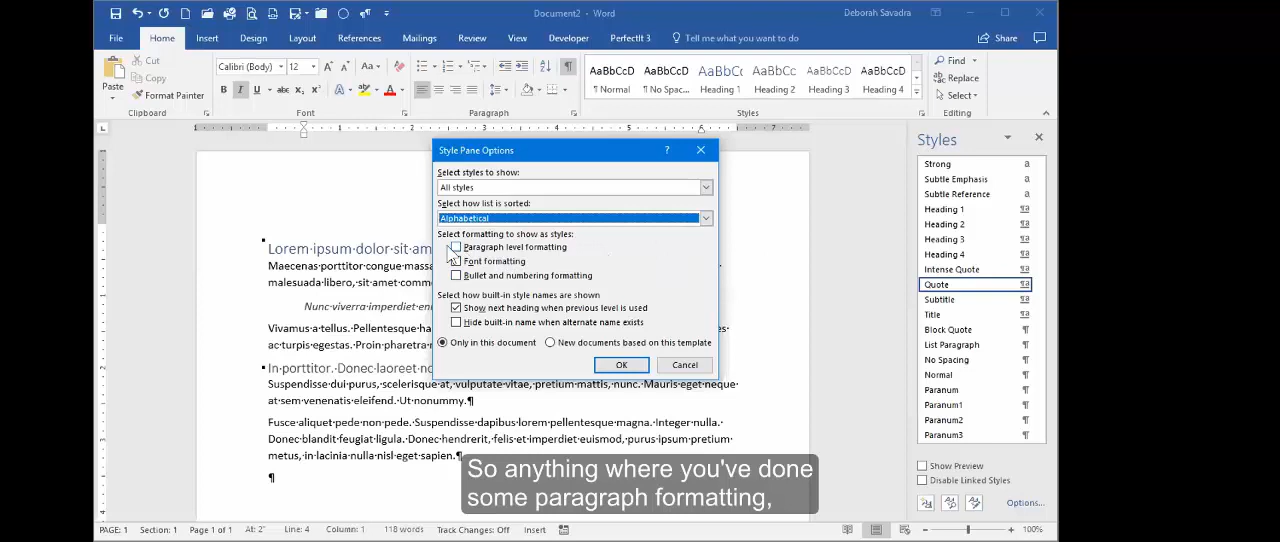 Document2 - Word
Deborah Savadra
File Home Insert Design Layout References Mailings Review View Developer PerfectIt 3 Tell me what you want to do Share
Paste
Cut
Copy
Format Painter
Clipboard
Calibri (Body) 12
Font
Paragraph
AaBbCcD AaBbCcD AaBbCc AaBbCcD AaBbCcD AaBbCcD
¶ Normal ¶ No Spac... Heading 1 Heading 2 Heading 3 Heading 4
Styles
Find
Replace
Select
Editing
Style Pane Options
Select styles to show:
All styles
Select how list is sorted:
Alphabetical
Select formatting to show as styles:
Paragraph level formatting
Font formatting
Bullet and numbering formatting
Select how built-in style names are shown
Show next heading when previous level is used
Hide built-in name when alternate name exists
Only in this document New documents based on this template
OK Cancel
Lorem·ipsum·dolor·sit·am
Maecenas·porttitor·congue·massa
malesuada·libero,·sit·amet·comm
Nunc·viverra·imperdiet·en
Vivamus·a·tellus.·Pellentesque·ha
ac·turpis·egestas.·Proin·pharetra·
In·porttitor.·Donec·laoreet·no
Suspendisse·dui·purus,·scelerisque·at,·vulputate·vitae,·pretium·mattis,·nunc.·Mauris·eget·neque·
at·sem·venenatis·eleifend.·Ut·nonummy.¶
Fusce·aliquet·pede·non·pede.·Suspendisse·dapibus·lorem·pellentesque·magna.·Integer·nulla.·
Donec·blandit·feugiat·ligula.·Donec·hendrerit,·felis·et·imperdiet·euismod,·purus·ipsum·pretium·
metus,·in·lacinia·nulla·nisl·eget·sapien.¶
¶
So anything where you've done
some paragraph formatting,
Styles
Strong a
Subtle Emphasis a
Subtle Reference a
Heading 1 ¶a
Heading 2 ¶a
Heading 3 ¶a
Heading 4 ¶a
Intense Quote ¶a
Quote ¶a
Subtitle ¶a
Title ¶a
Block Quote ¶
List Paragraph ¶
No Spacing ¶
Normal ¶
Paranum ¶
Paranum1 ¶
Paranum2 ¶
Paranum3 ¶
Show Preview
Disable Linked Styles
Options...
PAGE: 1 Section: 1 Page 1 of 1 At: 2" Line: 4 Column: 1 118 words Track Changes: Off Insert 100%